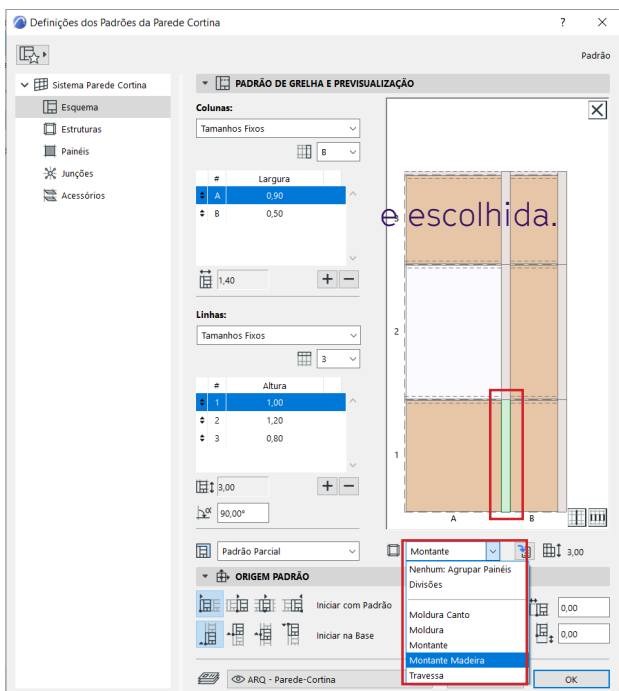 Definições dos Padrões da Parede Cortina ? ×
Padrão
Sistema Parede Cortina
Esquema
Estruturas
Painéis
Junções
Acessórios
PADRÃO DE GRELHA E PREVISUALIZAÇÃO
Colunas:
Tamanhos Fixos
B
# Largura
A 0,90
B 0,50
1,40
Linhas:
Tamanhos Fixos
3
# Altura
1 1,00
2 1,20
3 0,80
3,00
90,00°
e escolhida.
3
2
1
A B
Padrão Parcial
Montante
3,00
Nenhum: Agrupar Painéis
Divisões
Moldura Canto
Moldura
Montante
Montante Madeira
Travessa
ORIGEM PADRÃO
Iniciar com Padrão
0,00
Iniciar na Base
0,00
ARQ - Parede-Cortina
OK